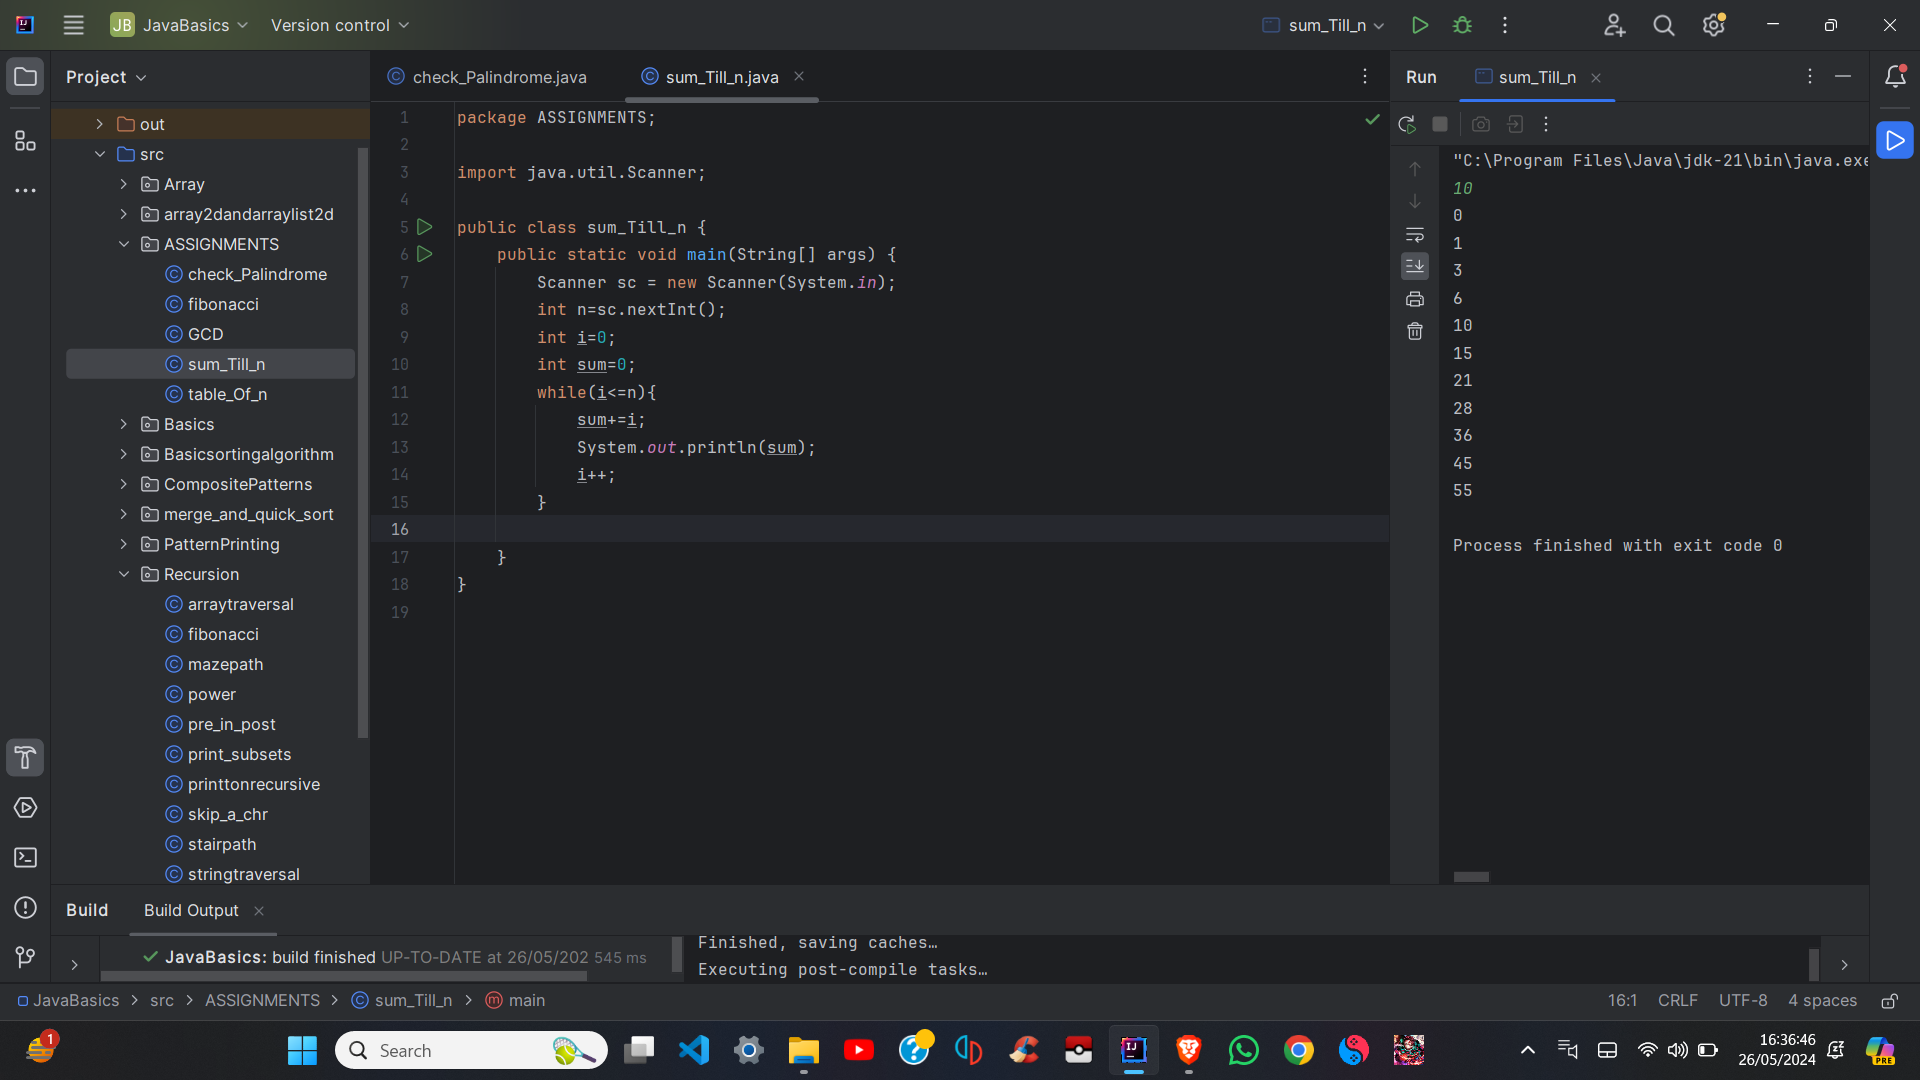 JB JavaBasics Version control sum_Till_n
Project
out
src
Array
array2dandarraylist2d
ASSIGNMENTS
check_Palindrome
fibonacci
GCD
sum_Till_n
table_Of_n
Basics
Basicsortingalgorithm
CompositePatterns
merge_and_quick_sort
PatternPrinting
Recursion
arraytraversal
fibonacci
mazepath
power
pre_in_post
print_subsets
printtonrecursive
skip_a_chr
stairpath
stringtraversal
check_Palindrome.java sum_Till_n.java
1 package ASSIGNMENTS;
2
3 import java.util.Scanner;
4
5 public class sum_Till_n {
6 public static void main(String[] args) {
7 Scanner sc = new Scanner(System.in);
8 int n=sc.nextInt();
9 int i=0;
10 int sum=0;
11 while(i<=n){
12 sum+=i;
13 System.out.println(sum);
14 i++;
15 }
16
17 }
18 }
19
Run sum_Till_n
"C:\Program Files\Java\jdk-21\bin\java.exe
10
0
1
3
6
10
15
21
28
36
45
55
Process finished with exit code 0
Build Build Output
JavaBasics: build finished UP-TO-DATE at 26/05/202 545 ms
Finished, saving caches…
Executing post-compile tasks…
JavaBasics > src > ASSIGNMENTS > sum_Till_n > main 16:1 CRLF UTF-8 4 spaces
1 Search 16:36:46
26/05/2024
PRE